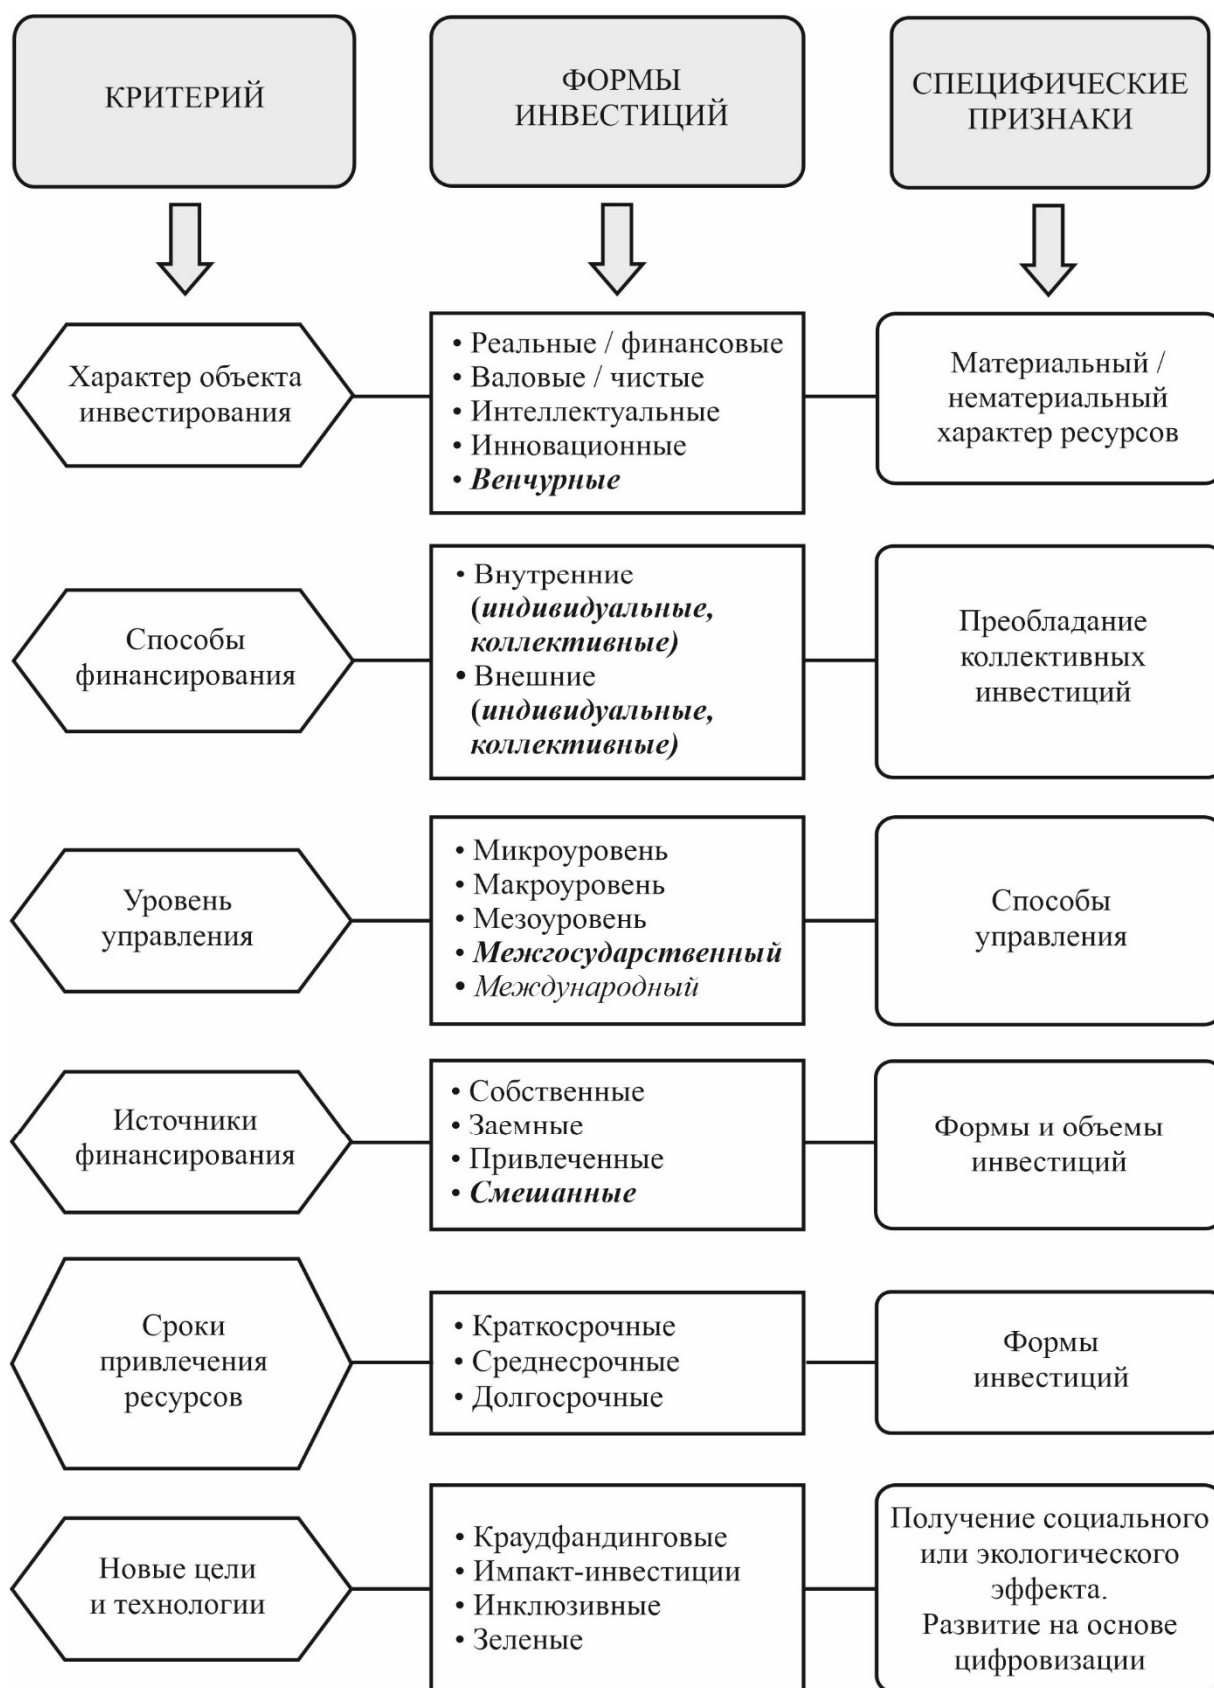 КРИТЕРИЙ
ФОРМЫ
ИНВЕСТИЦИЙ
СПЕЦИФИЧЕСКИЕ
ПРИЗНАКИ
Характер объекта
инвестирования
• Реальные / финансовые
• Валовые / чистые
• Интеллектуальные
• Инновационные
• Венчурные
Материальный /
нематериальный
характер ресурсов
Способы
финансирования
• Внутренние
(индивидуальные,
коллективные)
• Внешние
(индивидуальные,
коллективные)
Преобладание
коллективных
инвестиций
Уровень
управления
• Микроуровень
• Макроуровень
• Мезоуровень
• Межгосударственный
• Международный
Способы
управления
Источники
финансирования
• Собственные
• Заемные
• Привлеченные
• Смешанные
Формы и объемы
инвестиций
Сроки
привлечения
ресурсов
• Краткосрочные
• Среднесрочные
• Долгосрочные
Формы
инвестиций
Новые цели
и технологии
• Краудфандинговые
• Импакт-инвестиции
• Инклюзивные
• Зеленые
Получение социального
или экологического
эффекта.
Развитие на основе
цифровизации